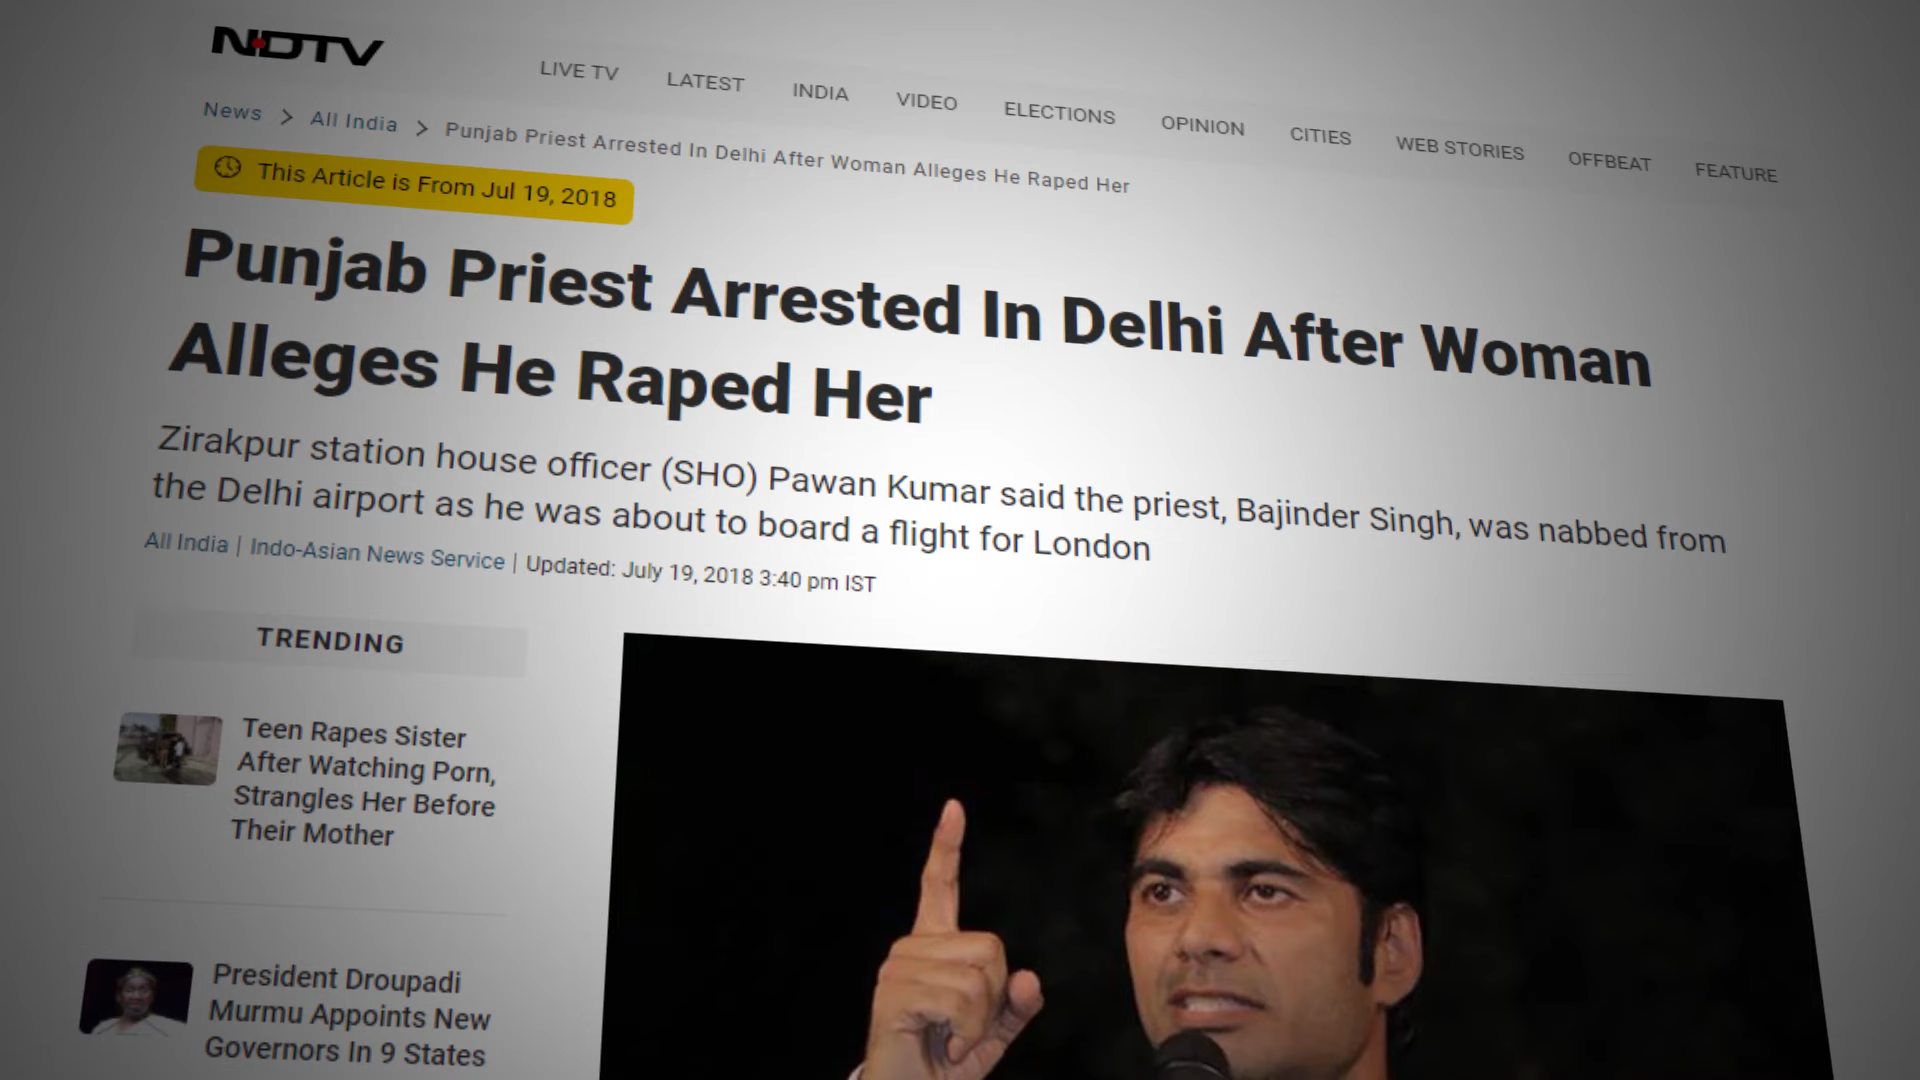 NDTV
LIVE TV LATEST INDIA VIDEO ELECTIONS OPINION CITIES WEB STORIES OFFBEAT FEATURE
News > All India > Punjab Priest Arrested In Delhi After Woman Alleges He Raped Her
This Article is From Jul 19, 2018
Punjab Priest Arrested In Delhi After Woman
Alleges He Raped Her
Zirakpur station house officer (SHO) Pawan Kumar said the priest, Bajinder Singh, was nabbed from
the Delhi airport as he was about to board a flight for London
All India | Indo-Asian News Service | Updated: July 19, 2018 3:40 pm IST
TRENDING
Teen Rapes Sister
After Watching Porn,
Strangles Her Before
Their Mother
President Droupadi
Murmu Appoints New
Governors In 9 States